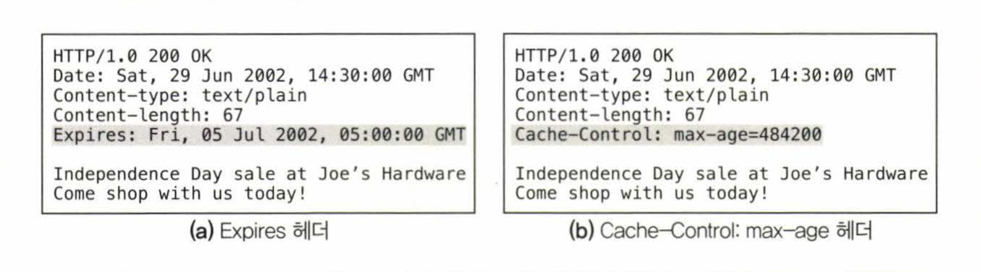 HTTP/1.0 200 OK
Date: Sat, 29 Jun 2002, 14:30:00 GMT
Content-type: text/plain
Content-length: 67
Expires: Fri, 05 Jul 2002, 05:00:00 GMT
Independence Day sale at Joe's Hardware
Come shop with us today!
(a) Expires 헤더
HTTP/1.0 200 OK
Date: Sat, 29 Jun 2002, 14:30:00 GMT
Content-type: text/plain
Content-length: 67
Cache-Control: max-age=484200
Independence Day sale at Joe's Hardware
Come shop with us today!
(b) Cache-Control: max-age 헤더